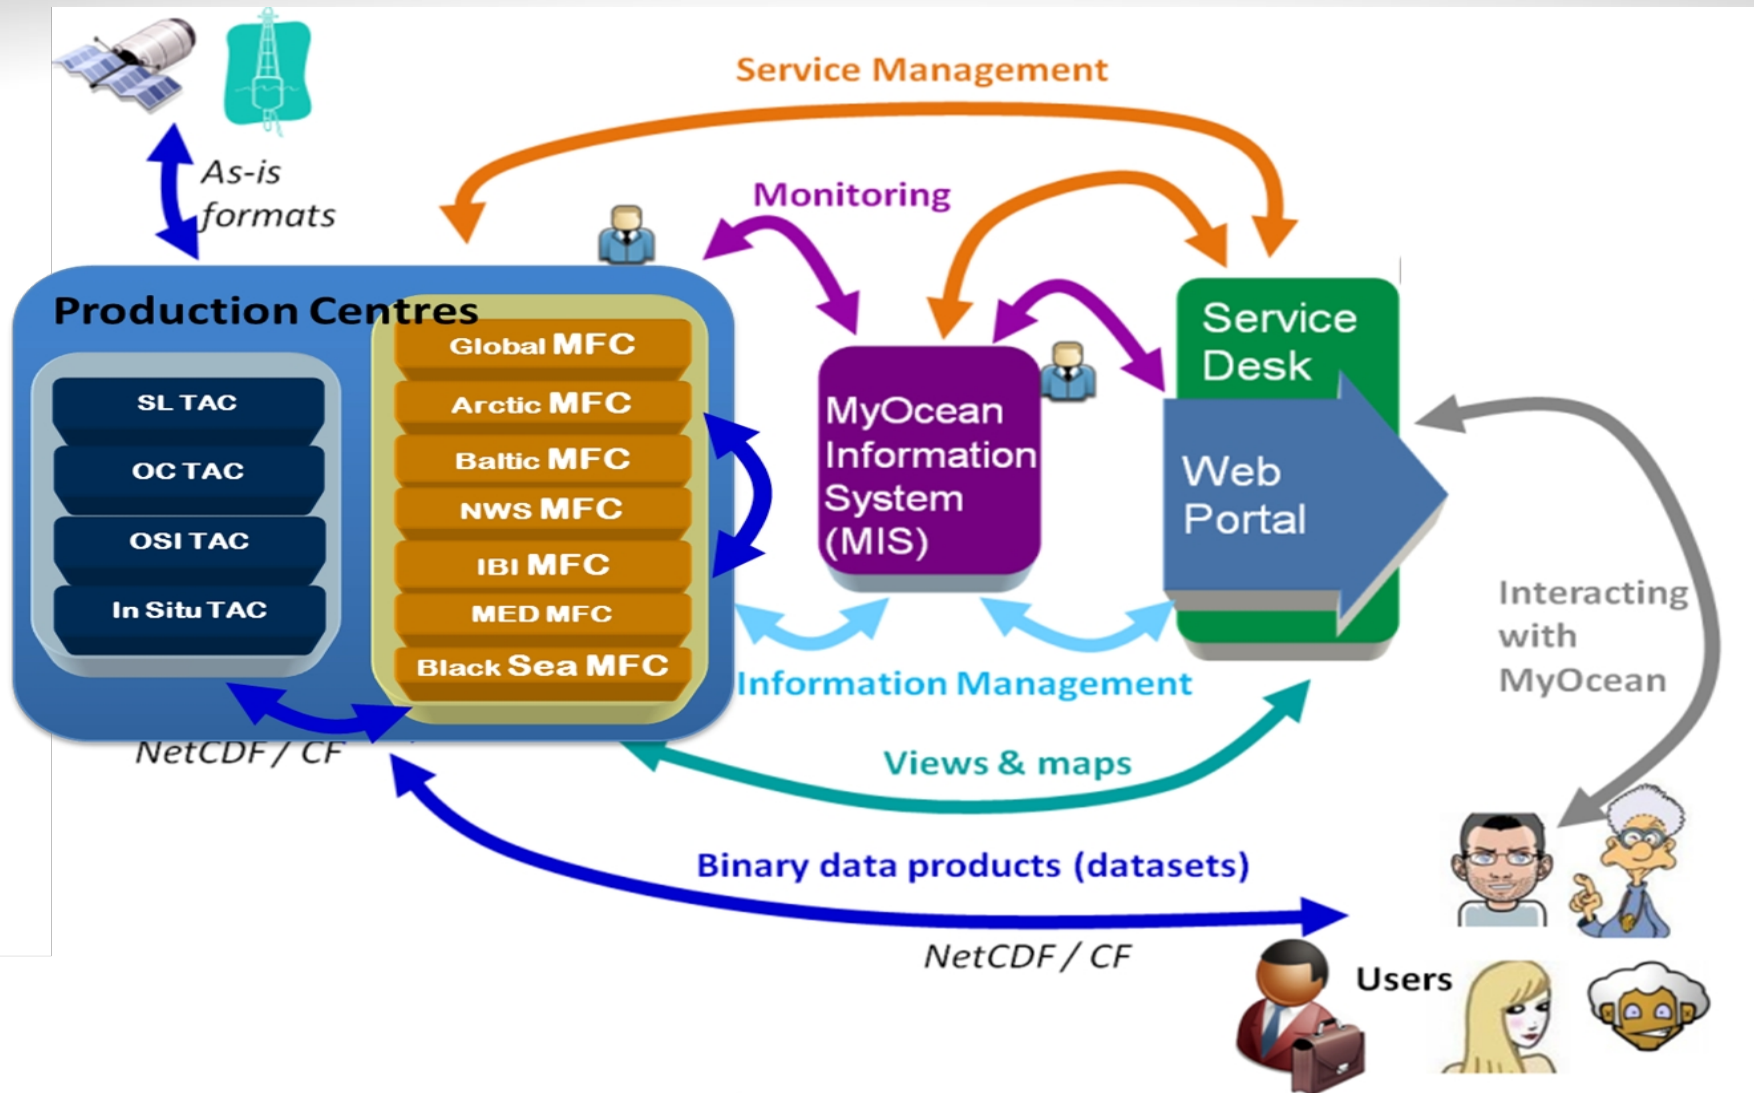 Service Management
As-is
formats
Monitoring
Production Centres
SL TAC
OC TAC
OSI TAC
In Situ TAC
Global MFC
Arctic MFC
Baltic MFC
NWS MFC
IBI MFC
MED MFC
Black Sea MFC
MyOcean
Information
System
(MIS)
Service
Desk
Web
Portal
Interacting
with
MyOcean
Information Management
NetCDF / CF
Views & maps
Binary data products (datasets)
NetCDF / CF
Users